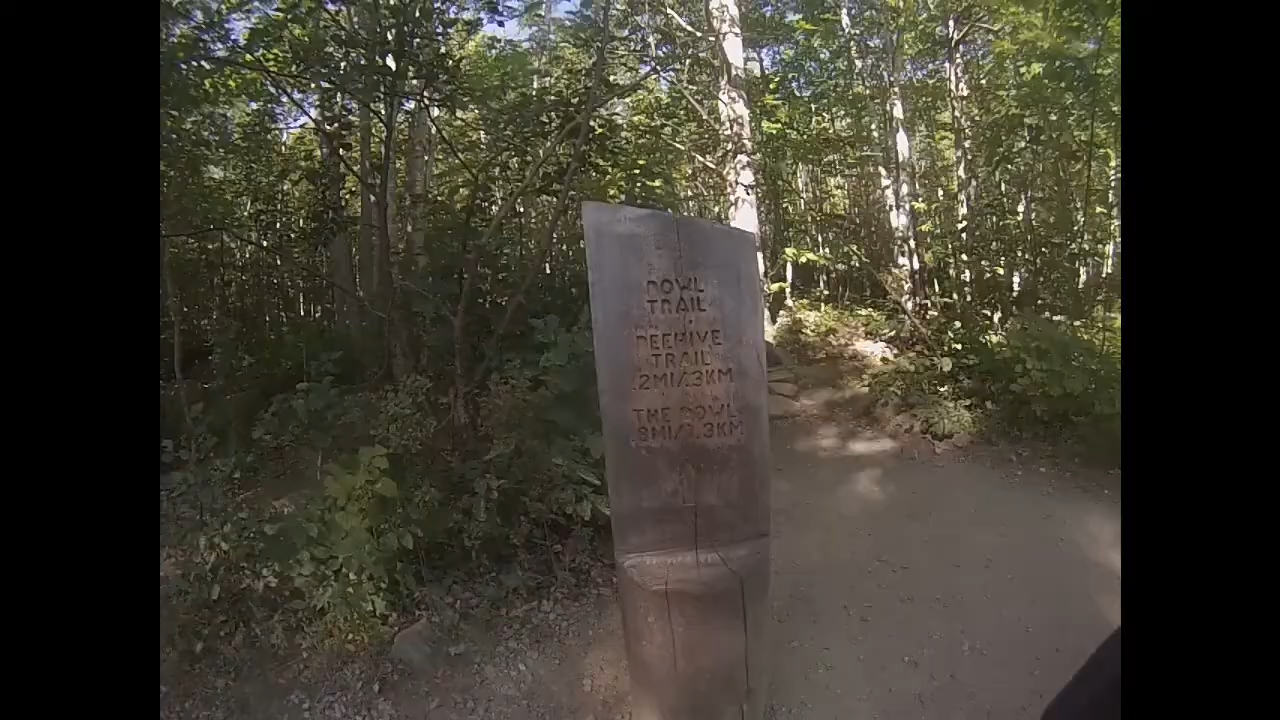 BOWL
TRAIL
BEEHIVE
TRAIL
.2MI/.3KM
THE BOWL
.8MI/1.3KM